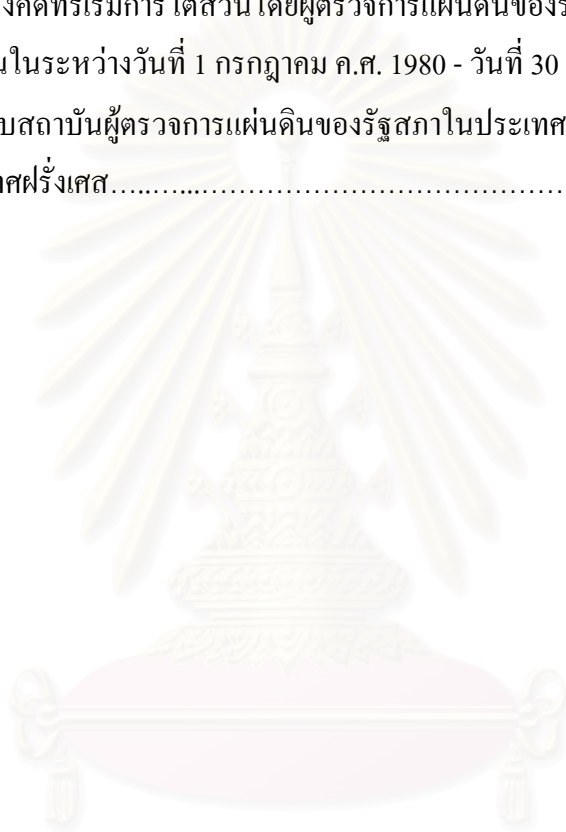 งคดีที่ริเริ่มการไต่สวนโดยผู้ตรวจการแผ่นดินของร
นในระหว่างวันที่ 1 กรกฎาคม ค.ศ. 1980 - วันที่ 30
บสถาบันผู้ตรวจการแผ่นดินของรัฐสภาในประเทศ
ทศฝรั่งเศส…..…...………………………………